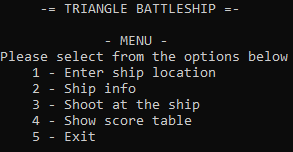 -= TRIANGLE BATTLESHIP =-
- MENU -
Please select from the options below
1 - Enter ship location
2 - Ship info
3 - Shoot at the ship
4 - Show score table
5 - Exit